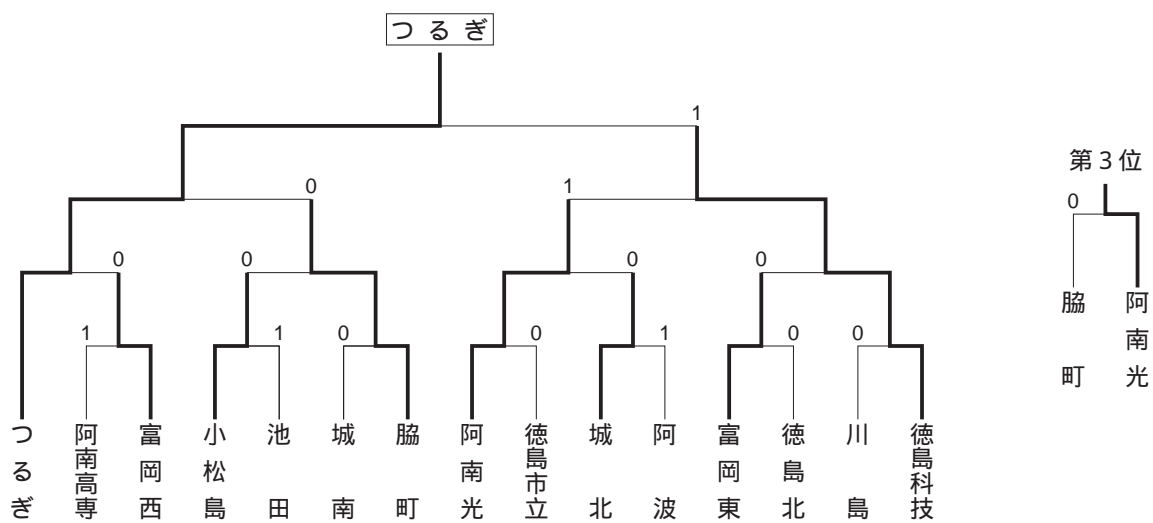 つるぎ
1
第3位
0 1
0
0 0 0 0
1 1 0 0 1 0 0
つるぎ
阿南高専
富岡西
小松島
池田
城南
脇町
阿南光
徳島市立
城北
阿波
富岡東
徳島北
川島
徳島科技
脇町
阿南光